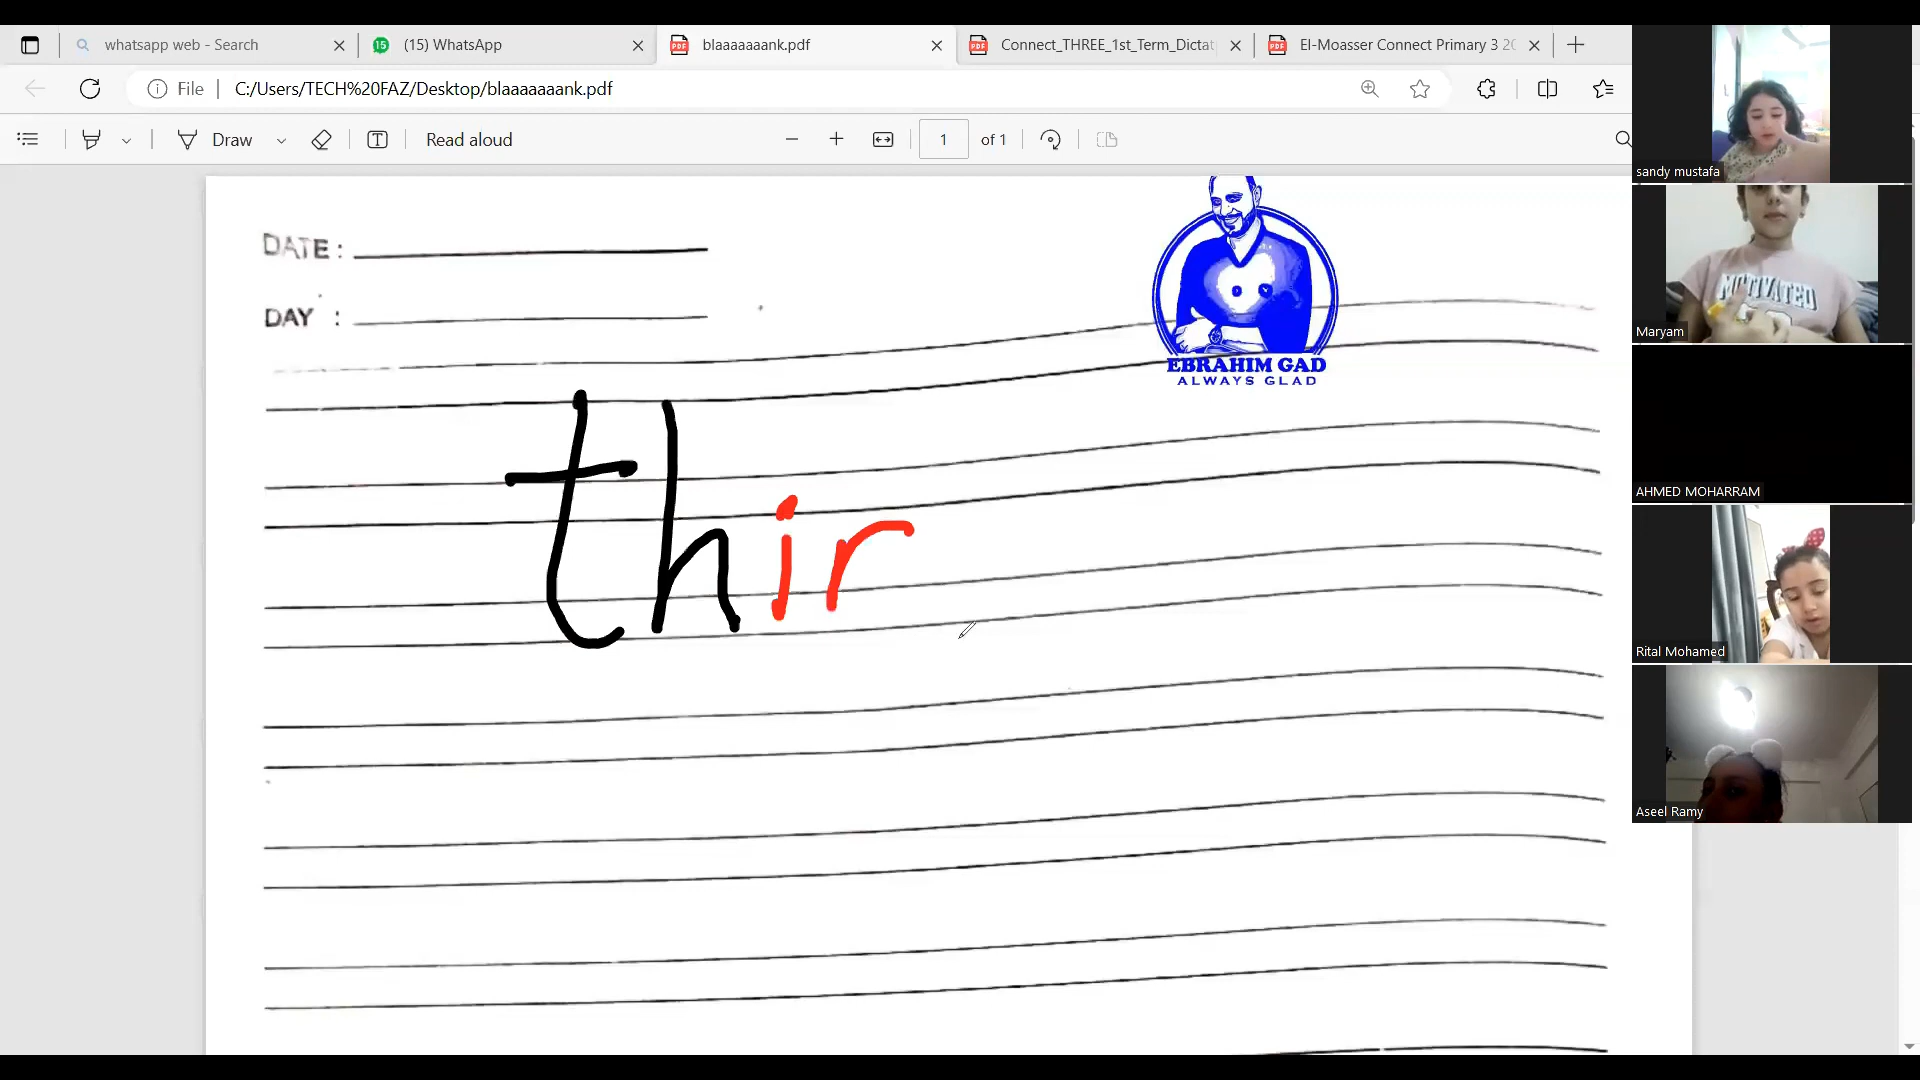 whatsapp web - Search
(15) WhatsApp
blaaaaaaank.pdf
Connect_THREE_1st_Term_Dictat
El-Moasser Connect Primary 3 20
File
C:/Users/TECH%20FAZ/Desktop/blaaaaaaank.pdf
Draw
Read aloud
1 of 1
DATE :
DAY :
EBRAHIM GAD
ALWAYS GLAD
thir
sandy mustafa
MOTIVATED
Maryam
AHMED MOHARRAM
Rital Mohamed
Aseel Ramy